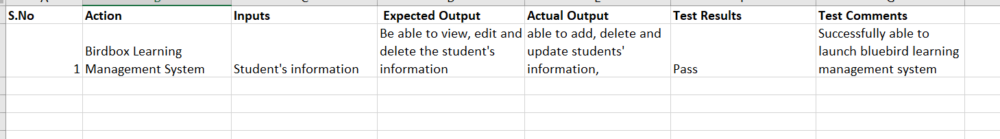 S.No Action Inputs Expected Output Actual Output Test Results Test Comments
1 Birdbox Learning
Management System
Student's information
Be able to view, edit and
delete the student's
information
able to add, delete and
update students'
information,
Pass
Successfully able to
launch bluebird learning
management system